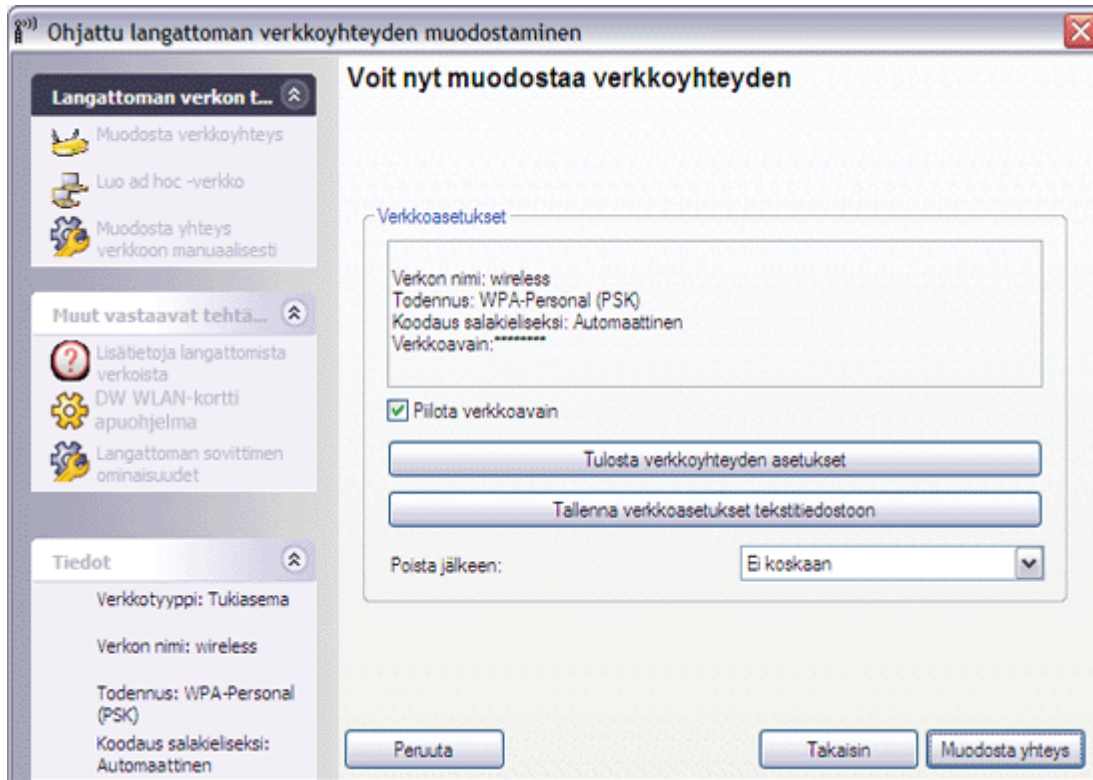 Ohjattu langattoman verkkoyhteyden muodostaminen
Langattoman verkon t...
Muodosta verkkoyhteys
Luo ad hoc -verkko
Muodosta yhteys
verkkoon manuaalisesti
Muut vastaavat tehtä...
Lisätietoja langattomista
verkoista
DW WLAN-kortti
apuohjelma
Langattoman sovittimen
ominaisuudet
Tiedot
Verkkotyyppi: Tukiasema
Verkon nimi: wireless
Todennus: WPA-Personal
(PSK)
Koodaus salakieliseksi:
Automaattinen
Voit nyt muodostaa verkkoyhteyden
Verkkoasetukset
Verkon nimi: wireless
Todennus: WPA-Personal (PSK)
Koodaus salakieliseksi: Automaattinen
Verkkoavain:********
Piilota verkkoavain
Tulosta verkkoyhteyden asetukset
Tallenna verkkoasetukset tekstitiedostoon
Poista jälkeen:
Ei koskaan
Peruuta
Takaisin
Muodosta yhteys